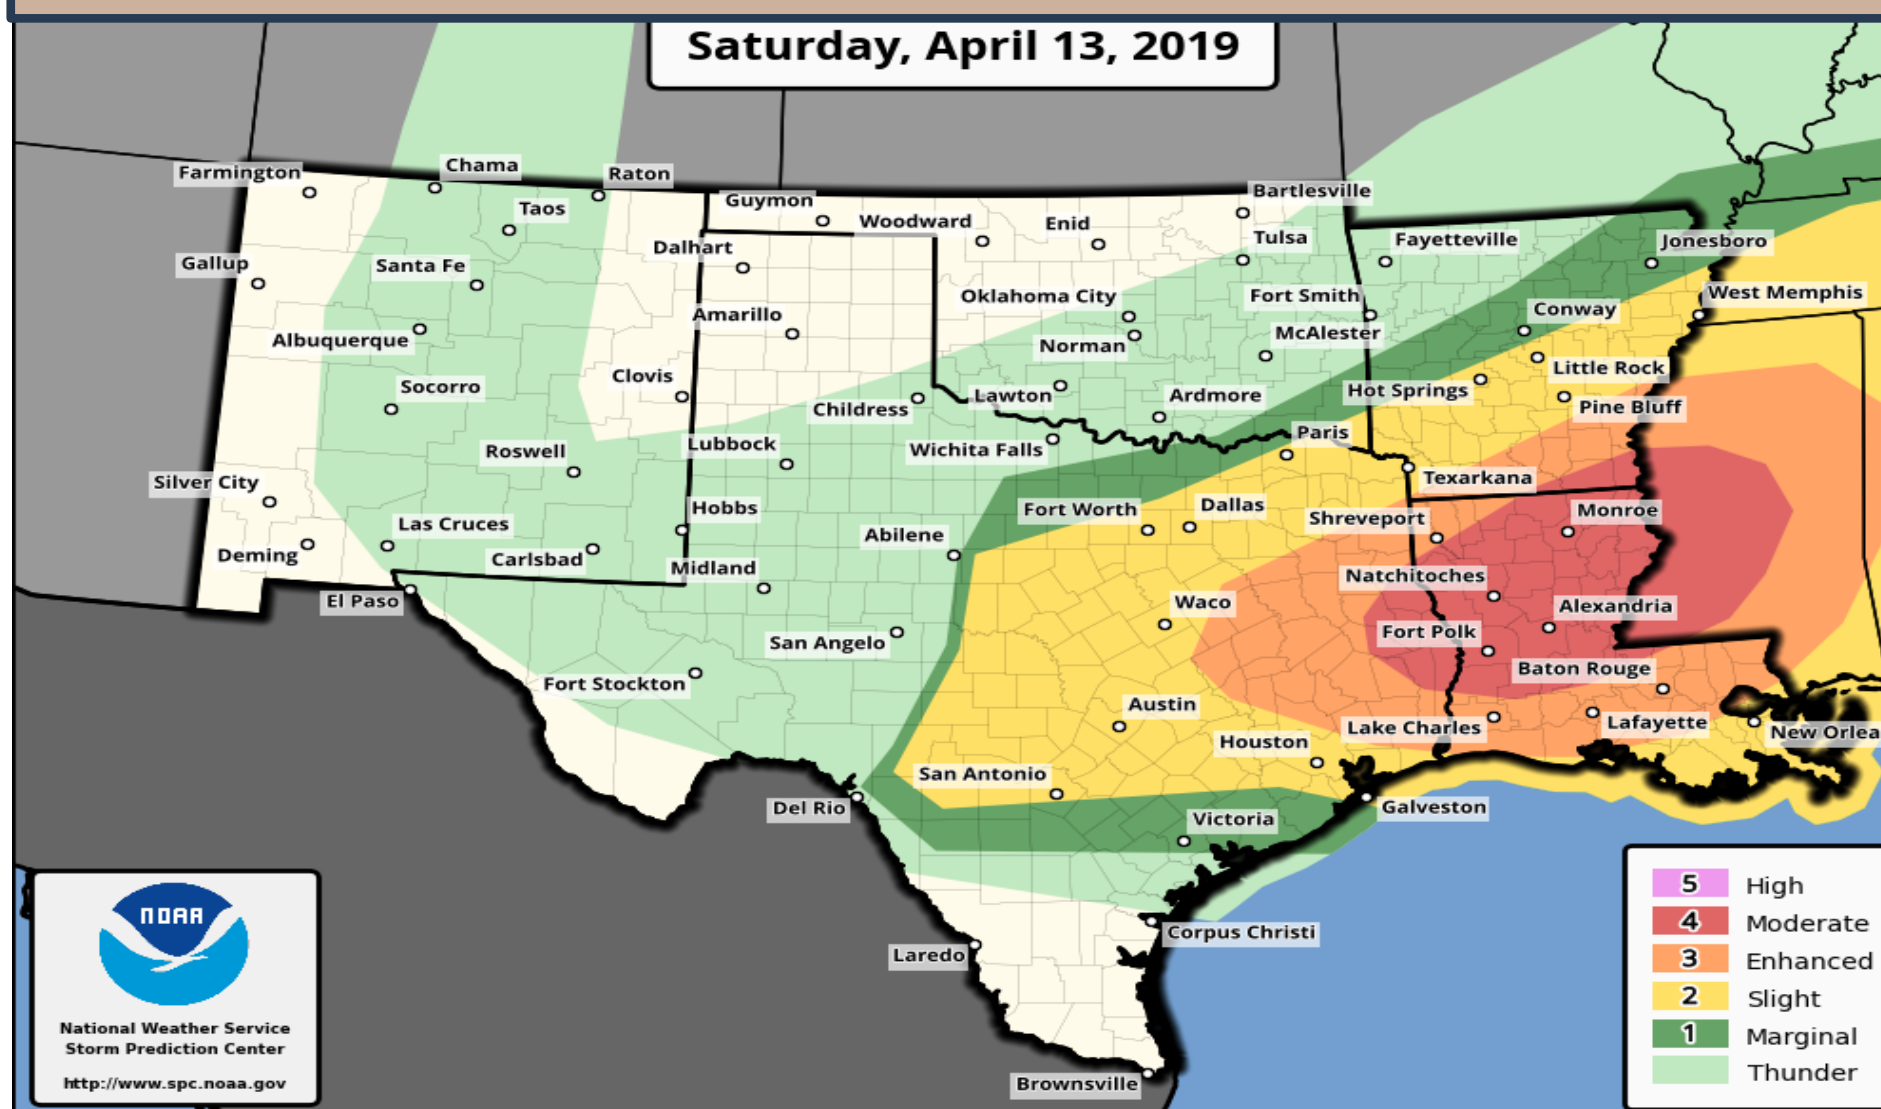 Saturday, April 13, 2019
Farmington
Chama
Raton
Taos
Guymon
Woodward
Enid
Bartlesville
Gallup
Santa Fe
Dalhart
Tulsa
Fayetteville
Jonesboro
Albuquerque
Amarillo
Oklahoma City
Fort Smith
West Memphis
Norman
McAlester
Conway
Socorro
Clovis
Childress
Lawton
Ardmore
Hot Springs
Little Rock
Pine Bluff
Roswell
Lubbock
Wichita Falls
Paris
Silver City
Texarkana
Las Cruces
Hobbs
Fort Worth
Dallas
Shreveport
Monroe
Deming
Carlsbad
Midland
Abilene
Natchitoches
El Paso
Waco
Alexandria
San Angelo
Fort Polk
Fort Stockton
Baton Rouge
Austin
Lake Charles
Lafayette
Houston
New Orlea
San Antonio
Del Rio
Victoria
Galveston
Corpus Christi
Laredo
Brownsville
NOAA
National Weather Service
Storm Prediction Center
http://www.spc.noaa.gov
5 High
4 Moderate
3 Enhanced
2 Slight
1 Marginal
Thunder